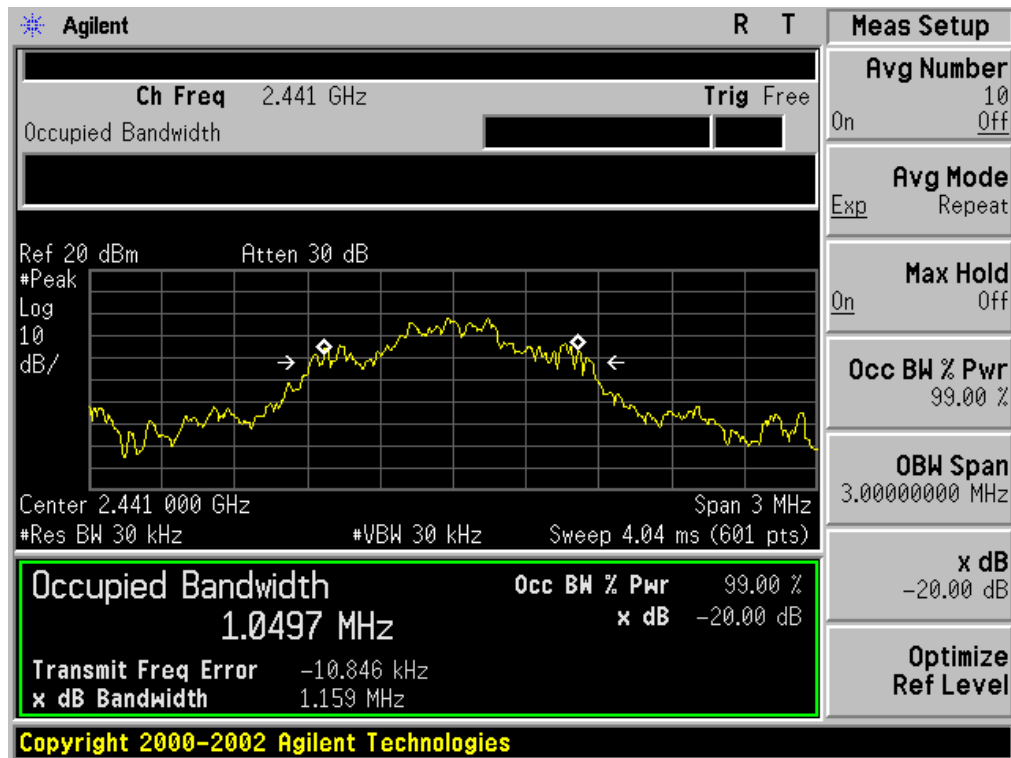 Agilent R T
Ch Freq 2.441 GHz Trig Free
Occupied Bandwidth
Ref 20 dBm Atten 30 dB
#Peak
Log
10
dB/
Center 2.441 000 GHz Span 3 MHz
#Res BW 30 kHz #VBW 30 kHz Sweep 4.04 ms (601 pts)
Occupied Bandwidth Occ BW % Pwr 99.00 %
1.0497 MHz x dB -20.00 dB
Transmit Freq Error -10.846 kHz
x dB Bandwidth 1.159 MHz
Copyright 2000-2002 Agilent Technologies
Meas Setup
Avg Number
10
On Off
Avg Mode
Exp Repeat
Max Hold
On Off
Occ BW % Pwr
99.00 %
OBW Span
3.00000000 MHz
x dB
-20.00 dB
Optimize
Ref Level